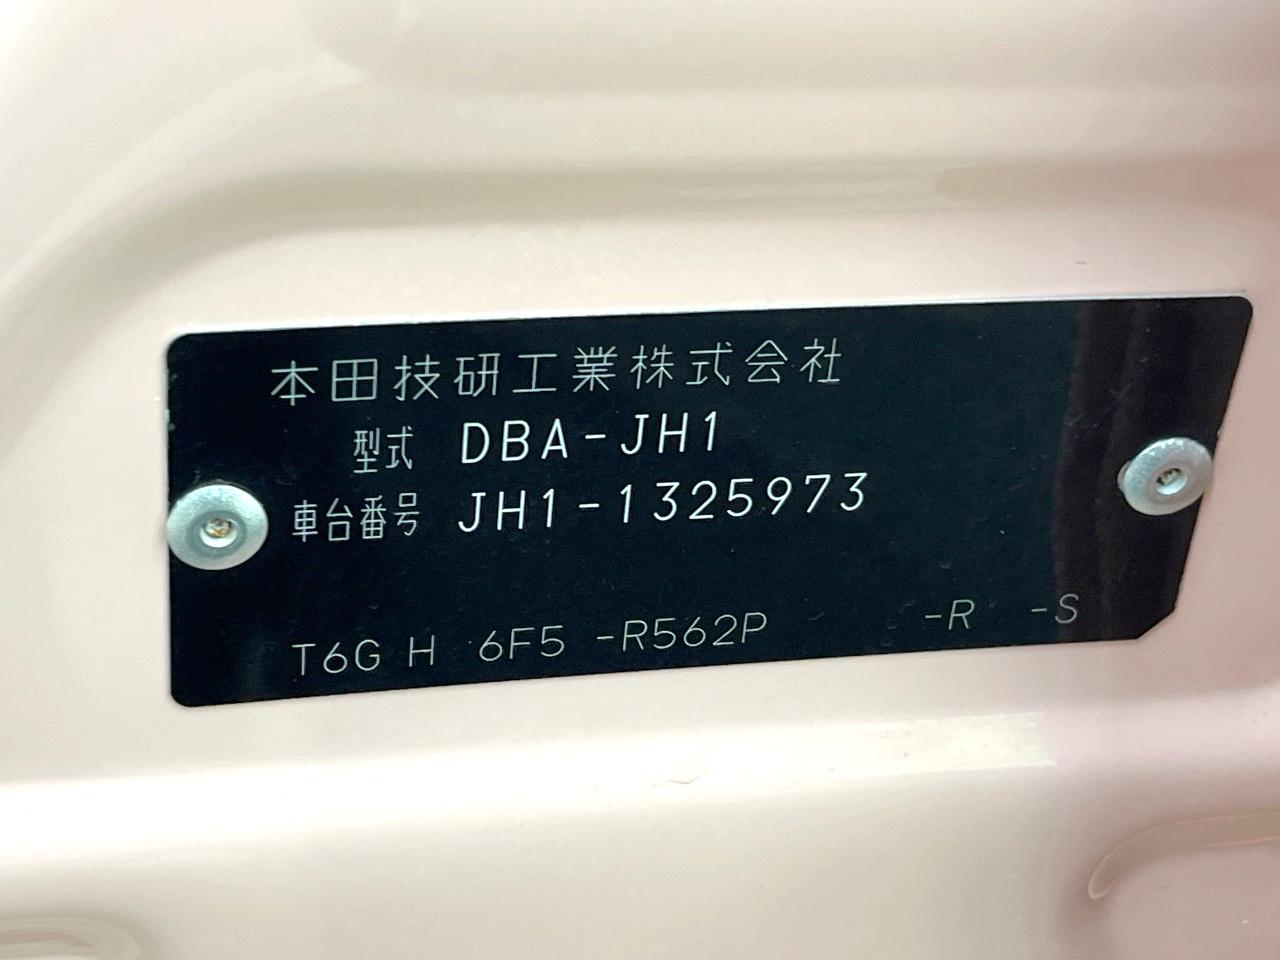 本田技研工業株式会社
型式 DBA-JH1
車台番号 JH1-1325973
T6G H 6F5 -R562P -R -S